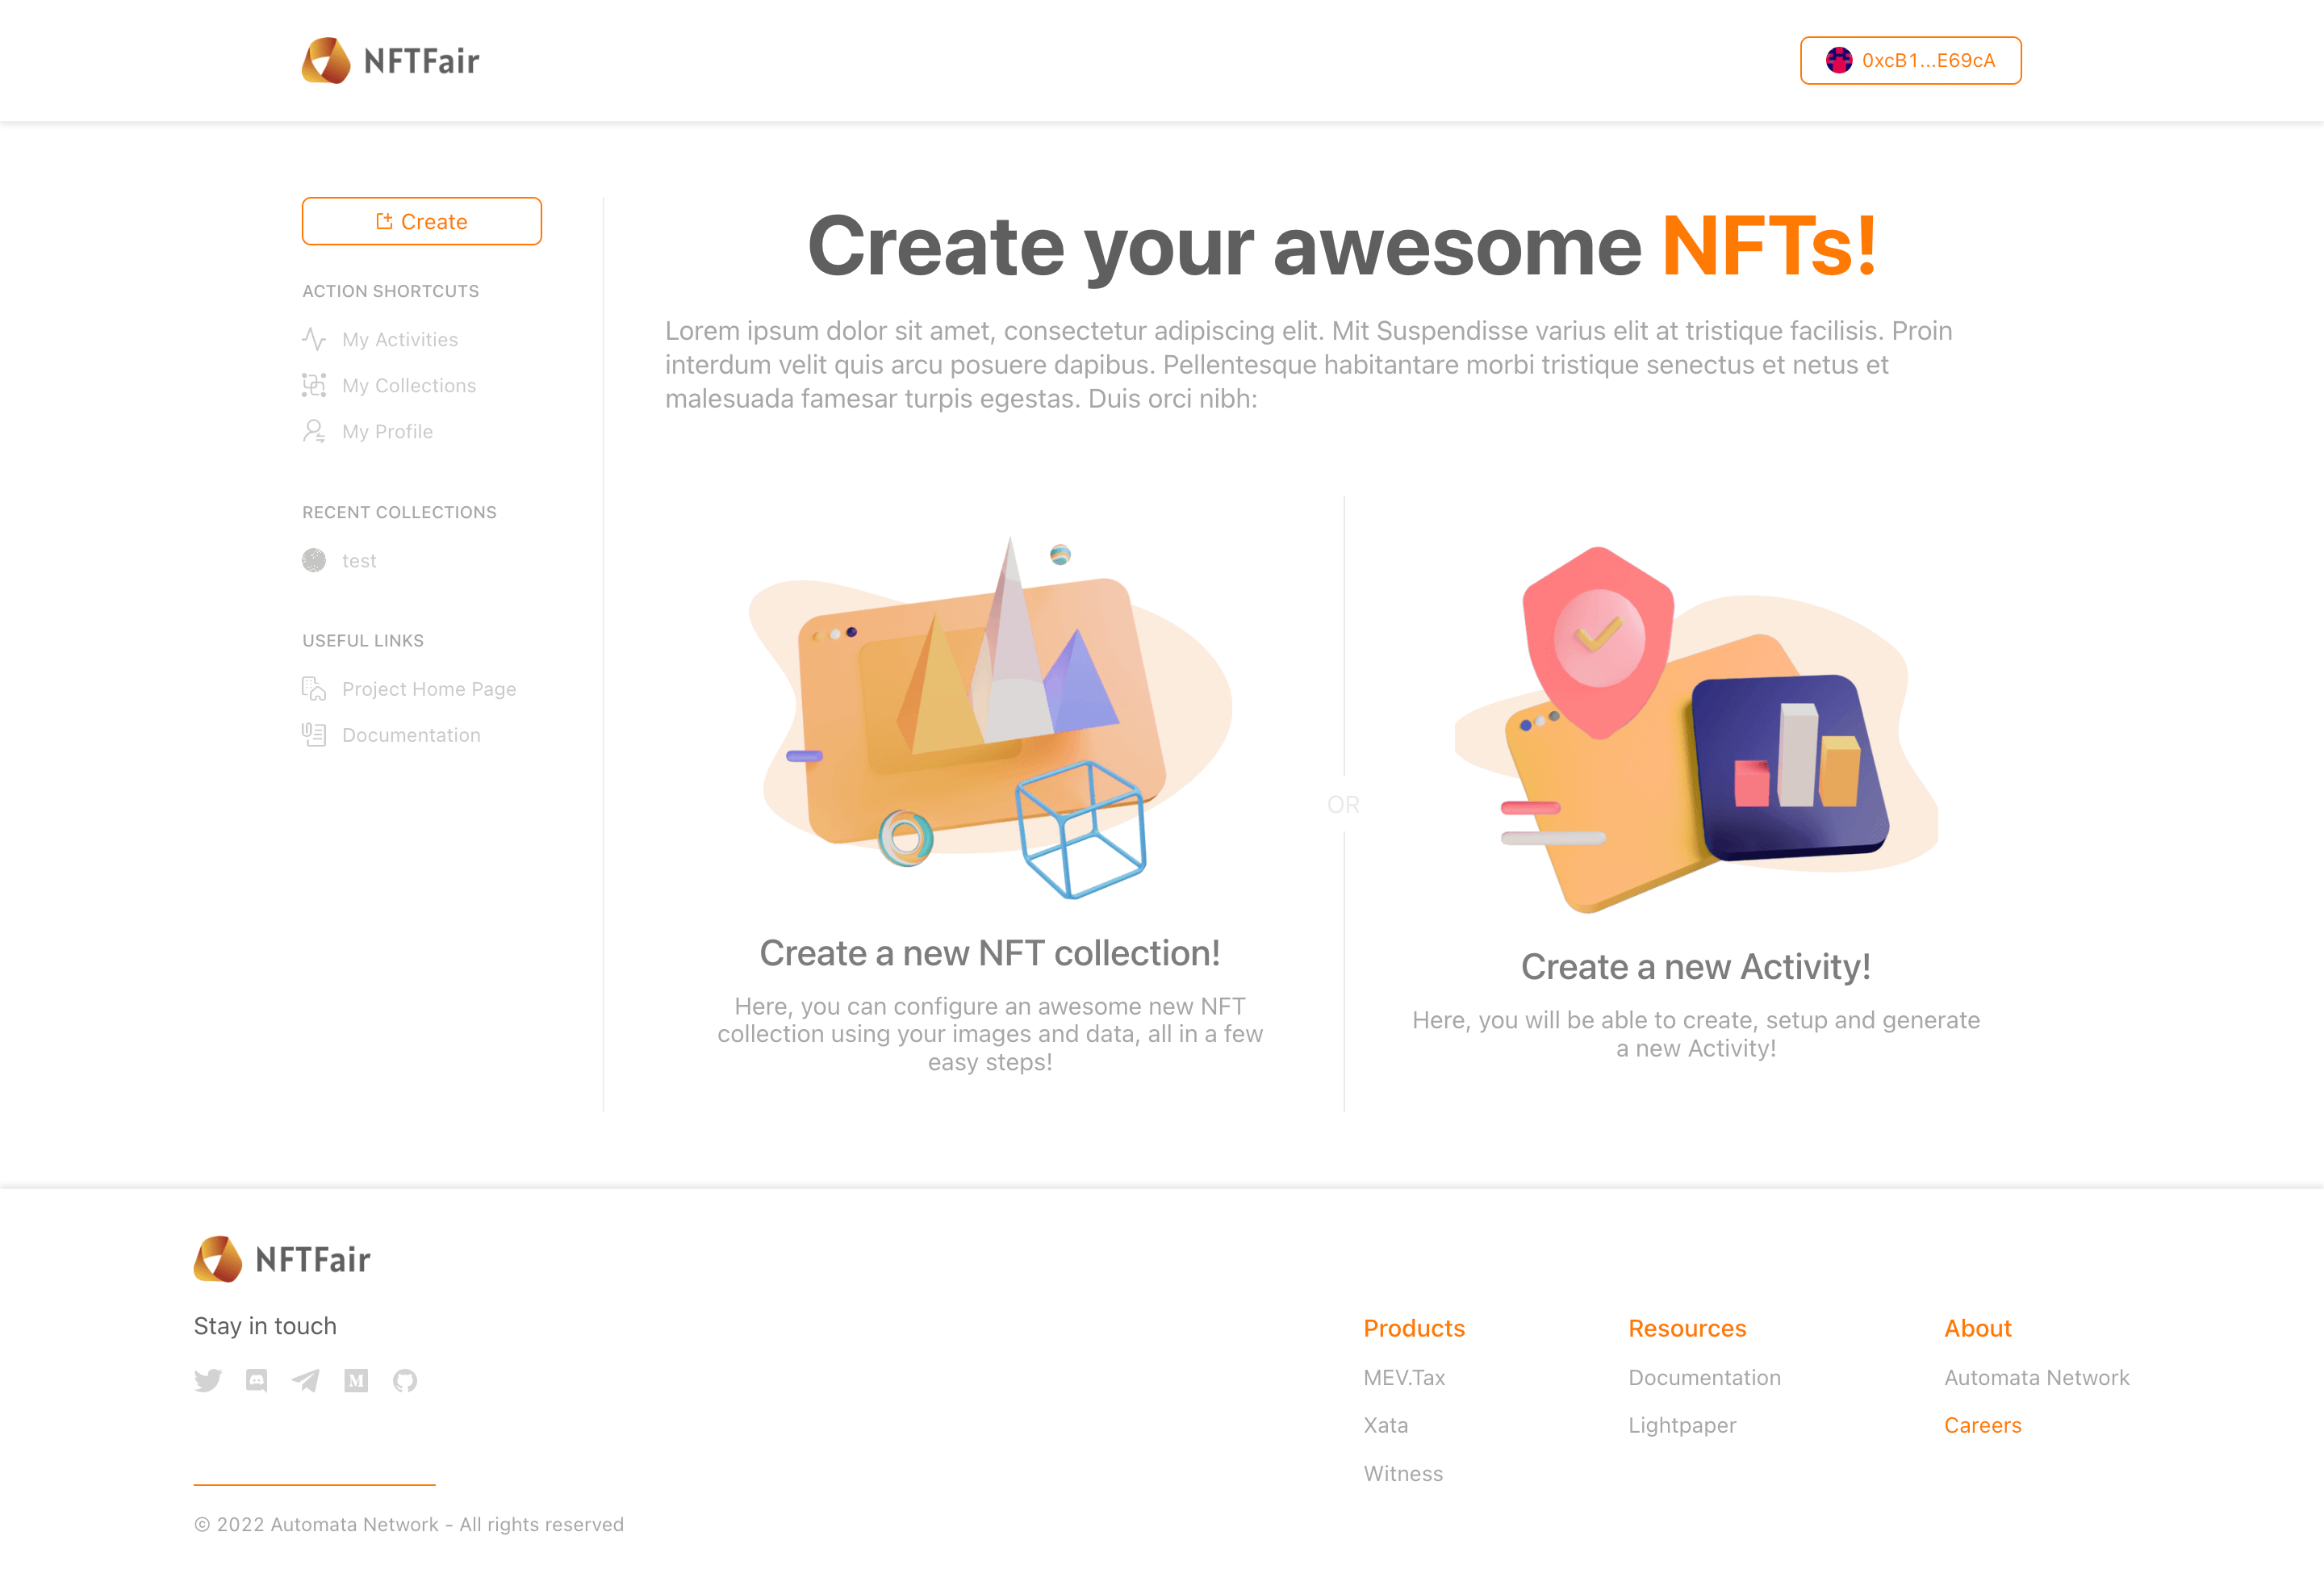 NFTFair
0xcB1...E69cA
Create
ACTION SHORTCUTS
My Activities
My Collections
My Profile
RECENT COLLECTIONS
test
USEFUL LINKS
Project Home Page
Documentation
Create your awesome NFTs!
Lorem ipsum dolor sit amet, consectetur adipiscing elit. Mit Suspendisse varius elit at tristique facilisis. Proin
interdum velit quis arcu posuere dapibus. Pellentesque habitantare morbi tristique senectus et netus et
malesuada famesar turpis egestas. Duis orci nibh:
Create a new NFT collection!
Here, you can configure an awesome new NFT
collection using your images and data, all in a few
easy steps!
OR
Create a new Activity!
Here, you will be able to create, setup and generate
a new Activity!
NFTFair
Stay in touch
M
© 2022 Automata Network - All rights reserved
Products
MEV.Tax
Xata
Witness
Resources
Documentation
Lightpaper
About
Automata Network
Careers